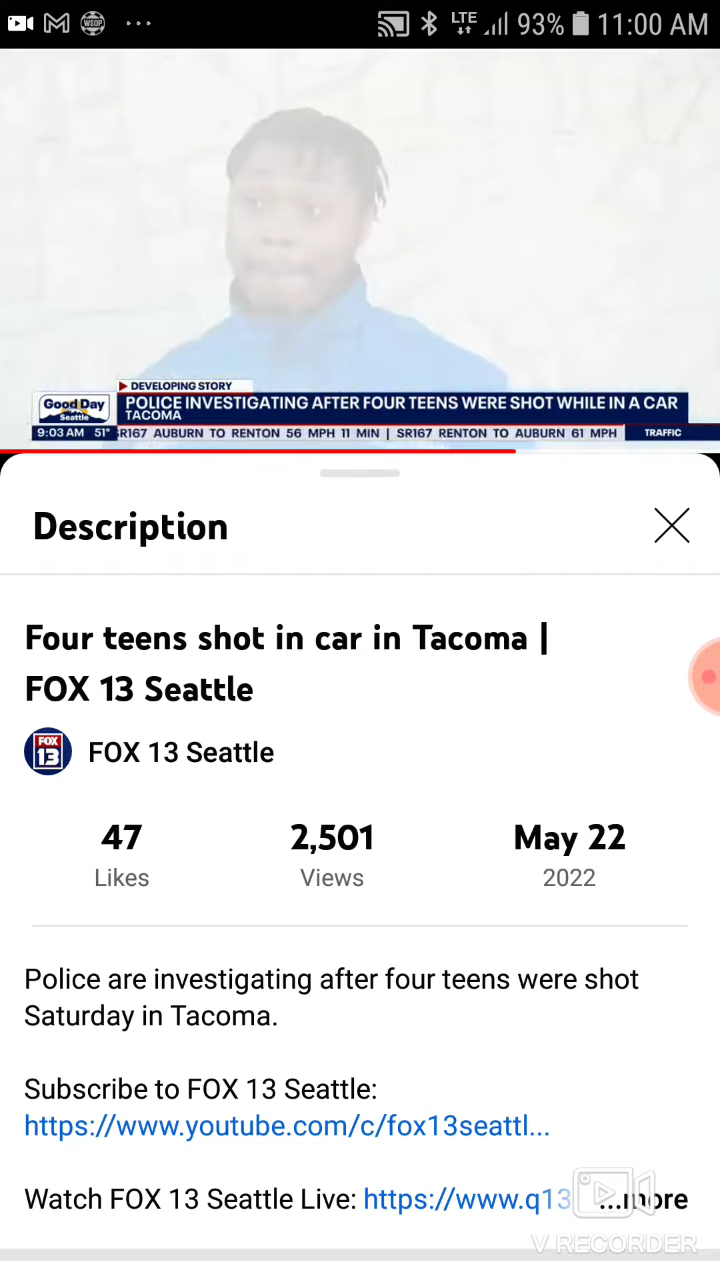 WSOP
LTE 93% 11:00 AM
DEVELOPING STORY
Good Day
Seattle
POLICE INVESTIGATING AFTER FOUR TEENS WERE SHOT WHILE IN A CAR
TACOMA
9:03 AM 51° SR167 AUBURN TO RENTON 56 MPH 11 MIN | SR167 RENTON TO AUBURN 61 MPH TRAFFIC
Description
Four teens shot in car in Tacoma |
FOX 13 Seattle
FOX
13
FOX 13 Seattle
47 2,501 May 22
Likes Views 2022
Police are investigating after four teens were shot
Saturday in Tacoma.
Subscribe to FOX 13 Seattle:
https://www.youtube.com/c/fox13seattl...
Watch FOX 13 Seattle Live: https://www.q13 ...more
V RECORDER